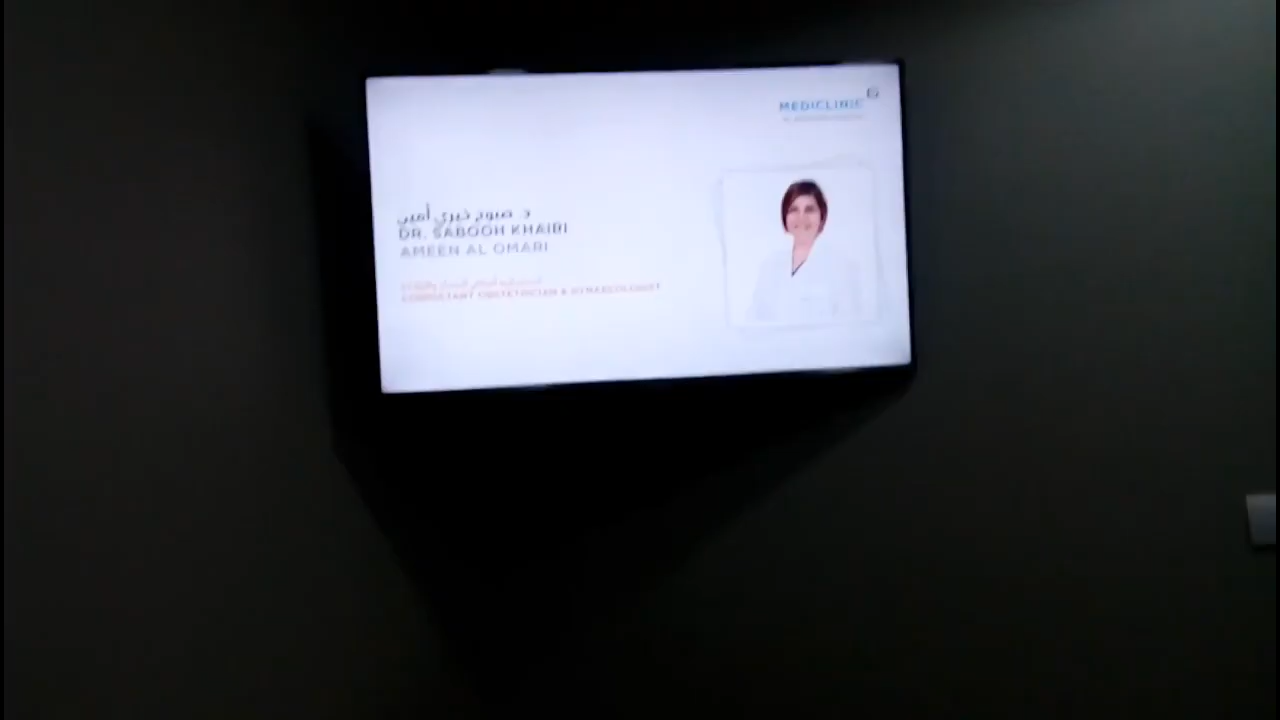 MEDICLINIC
د. صبوح خيري أمين
DR. SABOOH KHAIRI
AMEEN AL OMARI
CONSULTANT OBSTETRICIAN & GYNAECOLOGIST